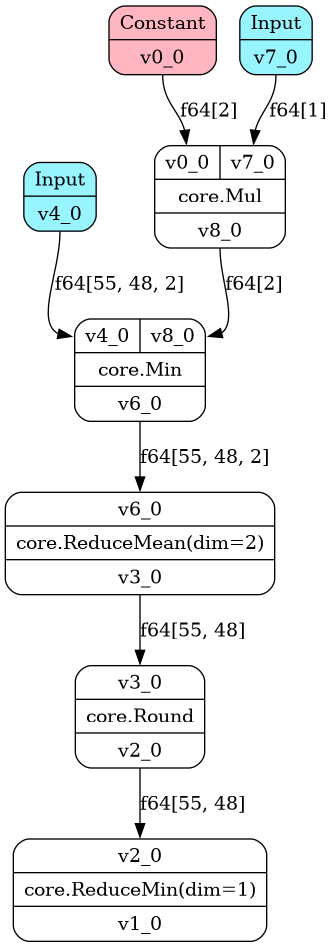 Constant
v0_0
Input
v7_0
f64[2]
f64[1]
v0_0 v7_0
core.Mul
v8_0
Input
v4_0
f64[55, 48, 2]
f64[2]
v4_0 v8_0
core.Min
v6_0
f64[55, 48, 2]
v6_0
core.ReduceMean(dim=2)
v3_0
f64[55, 48]
v3_0
core.Round
v2_0
f64[55, 48]
v2_0
core.ReduceMin(dim=1)
v1_0